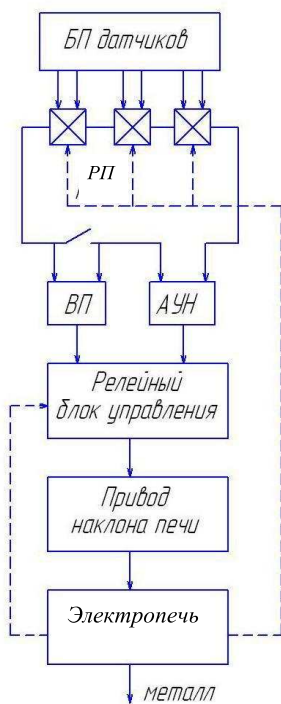 БП датчиков
РП
ВП
АУН
Релейный
блок управления
Привод
наклона печи
Электропечь
металл